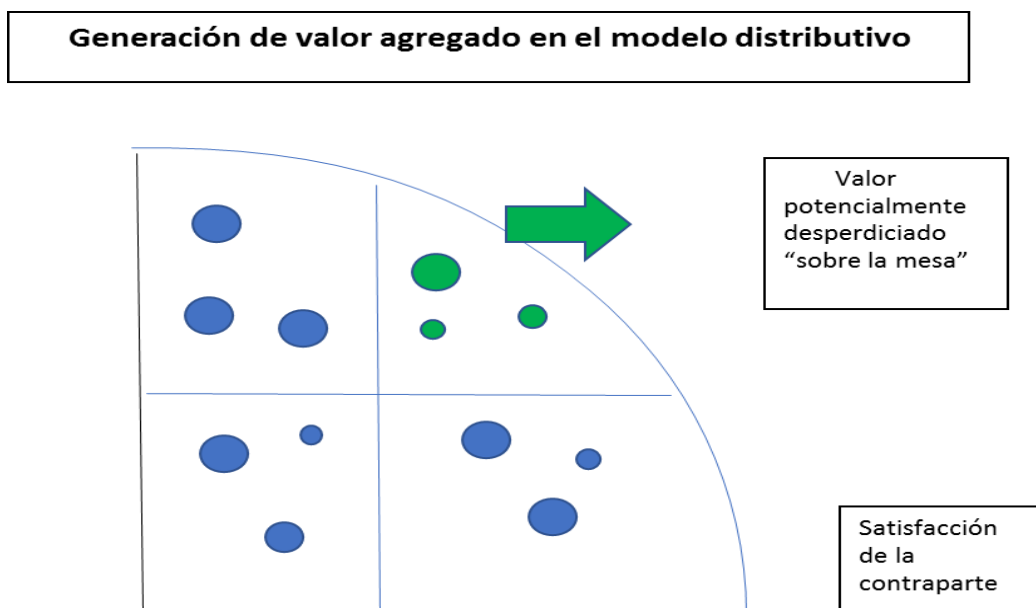 Generación de valor agregado en el modelo distributivo
Valor
potencialmente
desperdiciado
“sobre la mesa”
Satisfacción
de la
contraparte